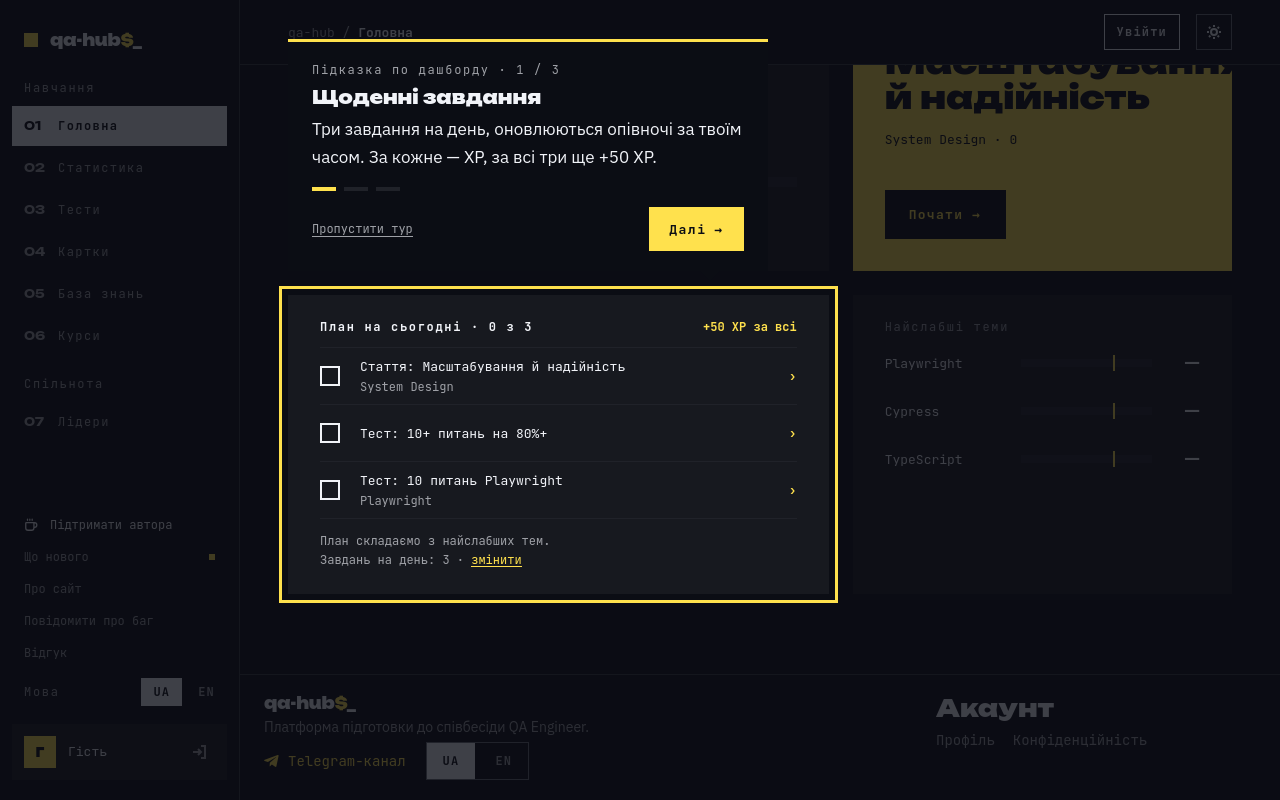 qa-hub$_
Навчання
01 Головна
02 Статистика
03 Тести
04 Картки
05 База знань
06 Курси
Спільнота
07 Лідери
Підтримати автора
Що нового
Про сайт
Повідомити про баг
Відгук
Мова UA EN
Г Гість
qa-hub / Головна
Увійти
Підказка по дашборду · 1 / 3
Щоденні завдання
Три завдання на день, оновлюються опівночі за твоїм
часом. За кожне — XP, за всі три ще +50 XP.
Пропустити тур
Далі →
Масштабування
й надійність
System Design · 0
Почати →
План на сьогодні · 0 з 3
+50 XP за всі
Стаття: Масштабування й надійність
System Design
›
Тест: 10+ питань на 80%+
›
Тест: 10 питань Playwright
Playwright
›
План складаємо з найслабших тем.
Завдань на день: 3 · змінити
Найслабші теми
Playwright —
Cypress —
TypeScript —
qa-hub$_
Платформа підготовки до співбесіди QA Engineer.
Telegram-канал
UA EN
Акаунт
Профіль Конфіденційність